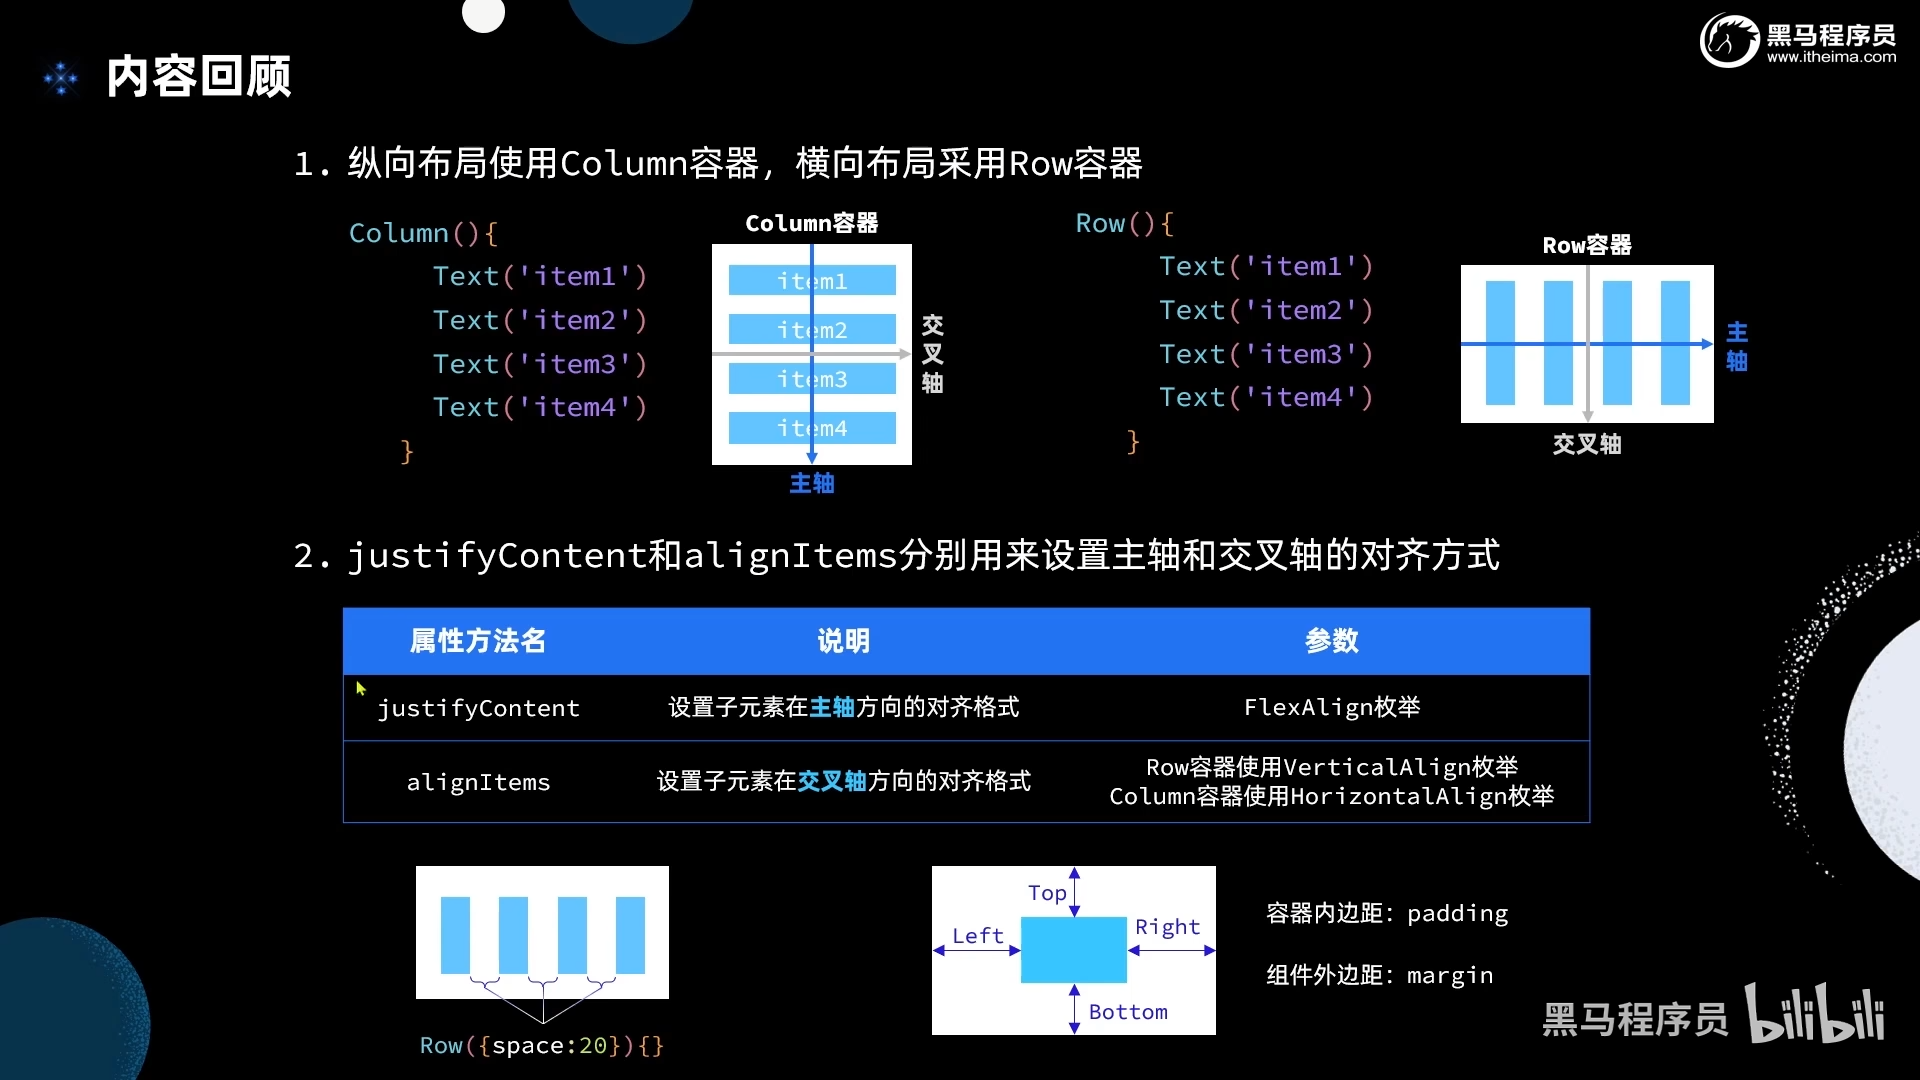 内容回顾
黑马程序员
www.itheima.com
1. 纵向布局使用Column容器，横向布局采用Row容器
Column(){
Text('item1')
Text('item2')
Text('item3')
Text('item4')
}
Column容器
item1
item2
item3
item4
交叉轴
主轴
Row(){
Text('item1')
Text('item2')
Text('item3')
Text('item4')
}
Row容器
主轴
交叉轴
2. justifyContent和alignItems分别用来设置主轴和交叉轴的对齐方式
属性方法名 说明 参数
justifyContent 设置子元素在主轴方向的对齐格式 FlexAlign枚举
alignItems 设置子元素在交叉轴方向的对齐格式 Row容器使用VerticalAlign枚举
Column容器使用HorizontalAlign枚举
Row({space:20}){}
Top
Left
Right
Bottom
容器内边距：padding
组件外边距：margin
黑马程序员 bilibili